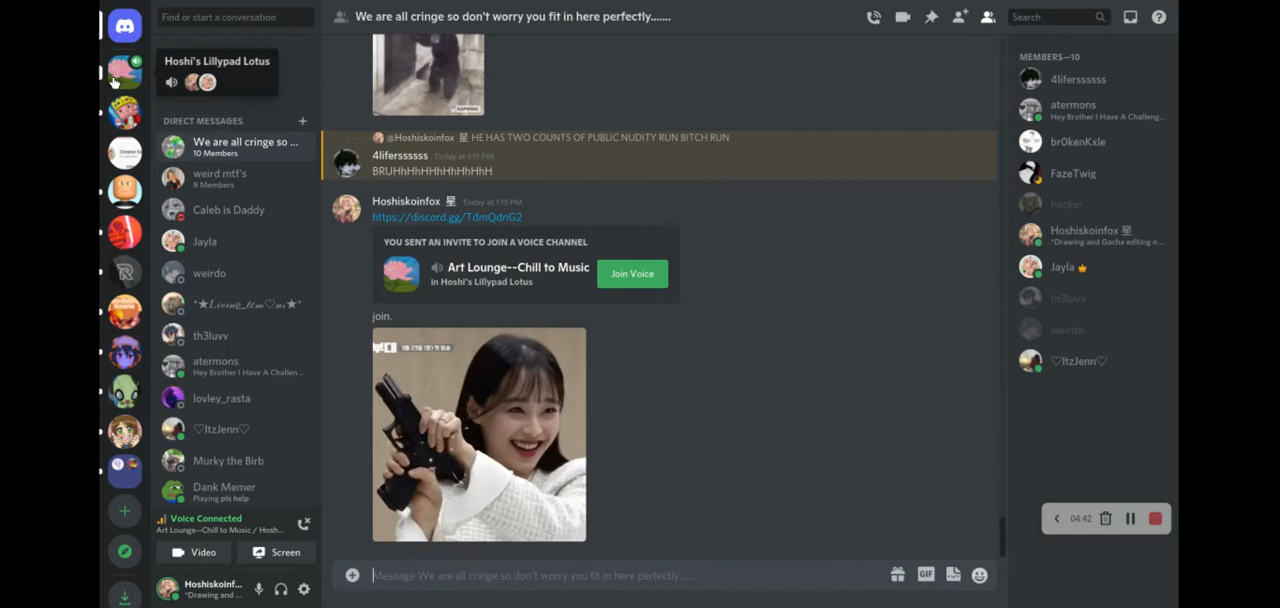 Find or start a conversation
Hoshi's Lillypad Lotus
DIRECT MESSAGES
We are all cringe so ...
10 Members
weird mtf's
8 Members
Caleb is Daddy
Jayla
weirdo
th3luvv
atermons
Hey Brother I Have A Challen...
lovley_rasta
♡ItzJenn♡
Murky the Birb
Dank Memer
Playing pls help
Voice Connected
Art Lounge--Chill to Music / Hosh...
Video
Screen
Hoshiskoinf...
*Drawing and ...
We are all cringe so don't worry you fit in here perfectly.......
@Hoshiskoinfox 星 HE HAS TWO COUNTS OF PUBLIC NUDITY RUN BITCH RUN
4liferssssss Today at 1:15 PM
BRUHhHhHHhHhHhHhH
Hoshiskoinfox 星 Today at 1:15 PM
https://discord.gg/TdmQdnG2
YOU SENT AN INVITE TO JOIN A VOICE CHANNEL
Art Lounge--Chill to Music
in Hoshi's Lillypad Lotus
Join Voice
join.
Message We are all cringe so don't worry you fit in here perfectly.......
GIF
Search
MEMBERS—10
4liferssssss
atermons
Hey Brother I Have A Challeng...
br0kenKxle
FazeTwig
hecker
Hoshiskoinfox 星
*Drawing and Gacha editing n...
Jayla
th3luvv
weirdo
♡ItzJenn♡
04:42